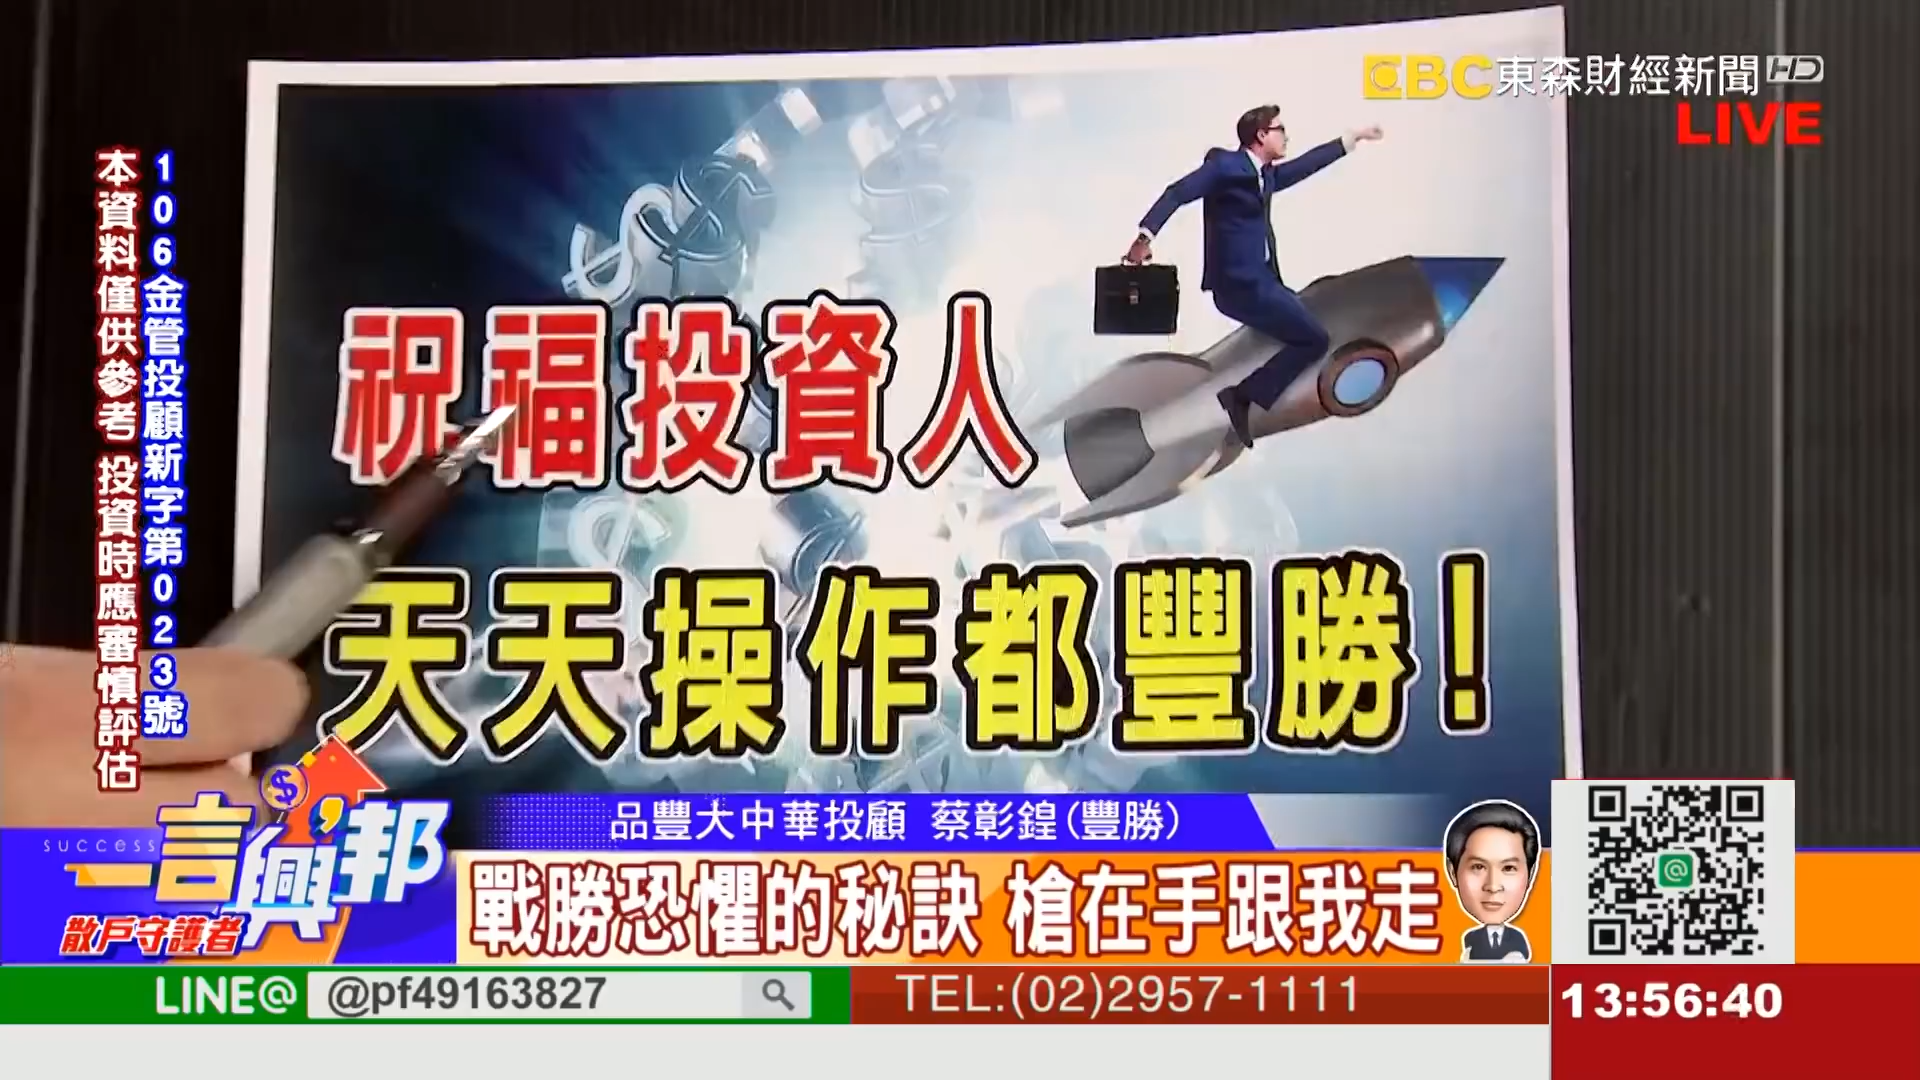 EBC東森財經新聞HD
LIVE
106金管投顧新字第023號
本資料僅供參考 投資時應審慎評估
祝福投資人
天天操作都豐勝!
品豐大中華投顧 蔡彰鍠(豐勝)
success
一言興邦
散戶守護者
戰勝恐懼的秘訣 槍在手跟我走
LINE@ @pf49163827
TEL:(02)2957-1111
13:56:40